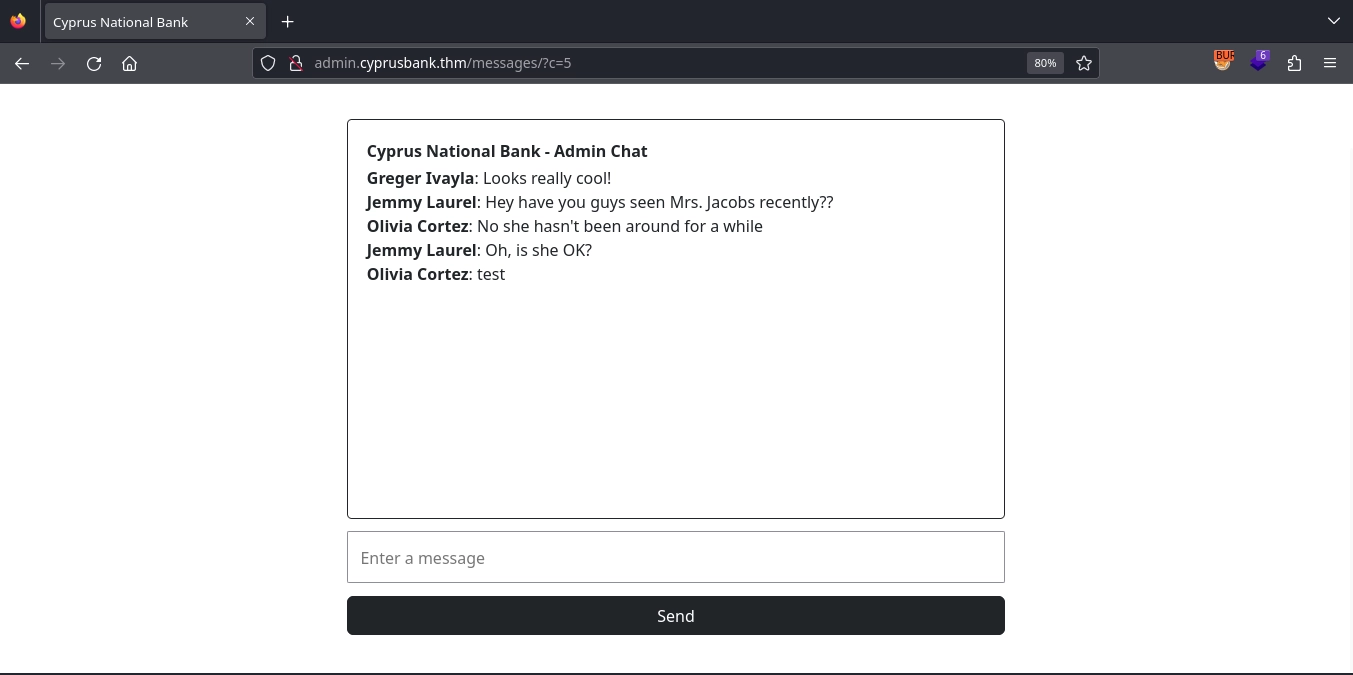 Cyprus National Bank
admin.cyprusbank.thm/messages/?c=5
80%
BUR
6
Cyprus National Bank - Admin Chat
Greger Ivayla: Looks really cool!
Jemmy Laurel: Hey have you guys seen Mrs. Jacobs recently??
Olivia Cortez: No she hasn't been around for a while
Jemmy Laurel: Oh, is she OK?
Olivia Cortez: test
Enter a message
Send